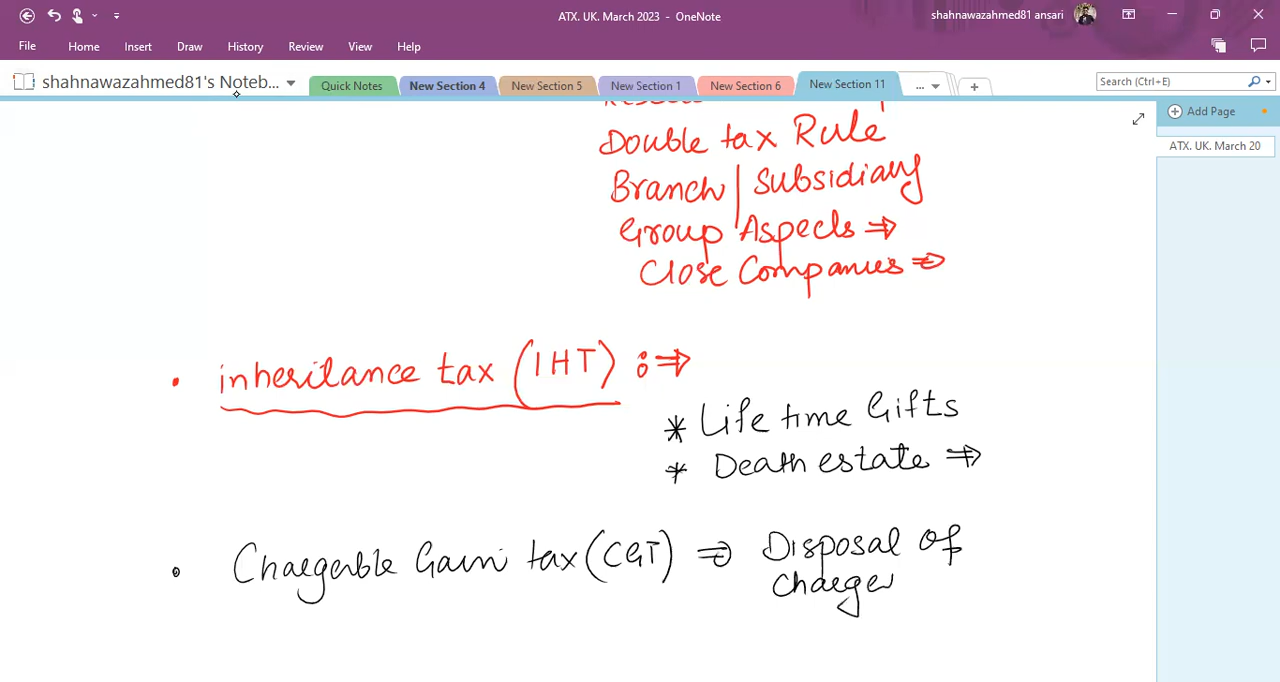 ATX. UK. March 2023 - OneNote
shahnawazahmed81 ansari
File Home Insert Draw History Review View Help
shahnawazahmed81's Noteb... Quick Notes New Section 4 New Section 5 New Section 1 New Section 6 New Section 11 ... + Search (Ctrl+E)
Add Page
ATX. UK. March 20
Double tax Rule
Branch | Subsidiary
Group Aspects ⇒
Close Companies ⇒
• inheritance tax (IHT) :⇒
* Life time Gifts
* Death estate ⇒
• Chaegerble Gain tax (CGT) ⇒ Disposal of
chaeger